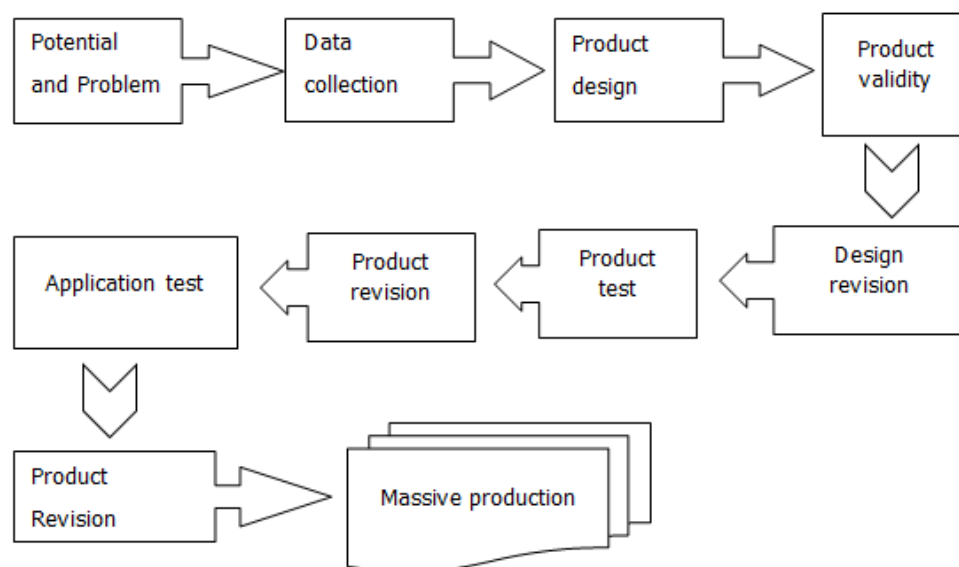 Potential
and Problem
Data
collection
Product
design
Product
validity
Design
revision
Product
test
Product
revision
Application test
Product
Revision
Massive production